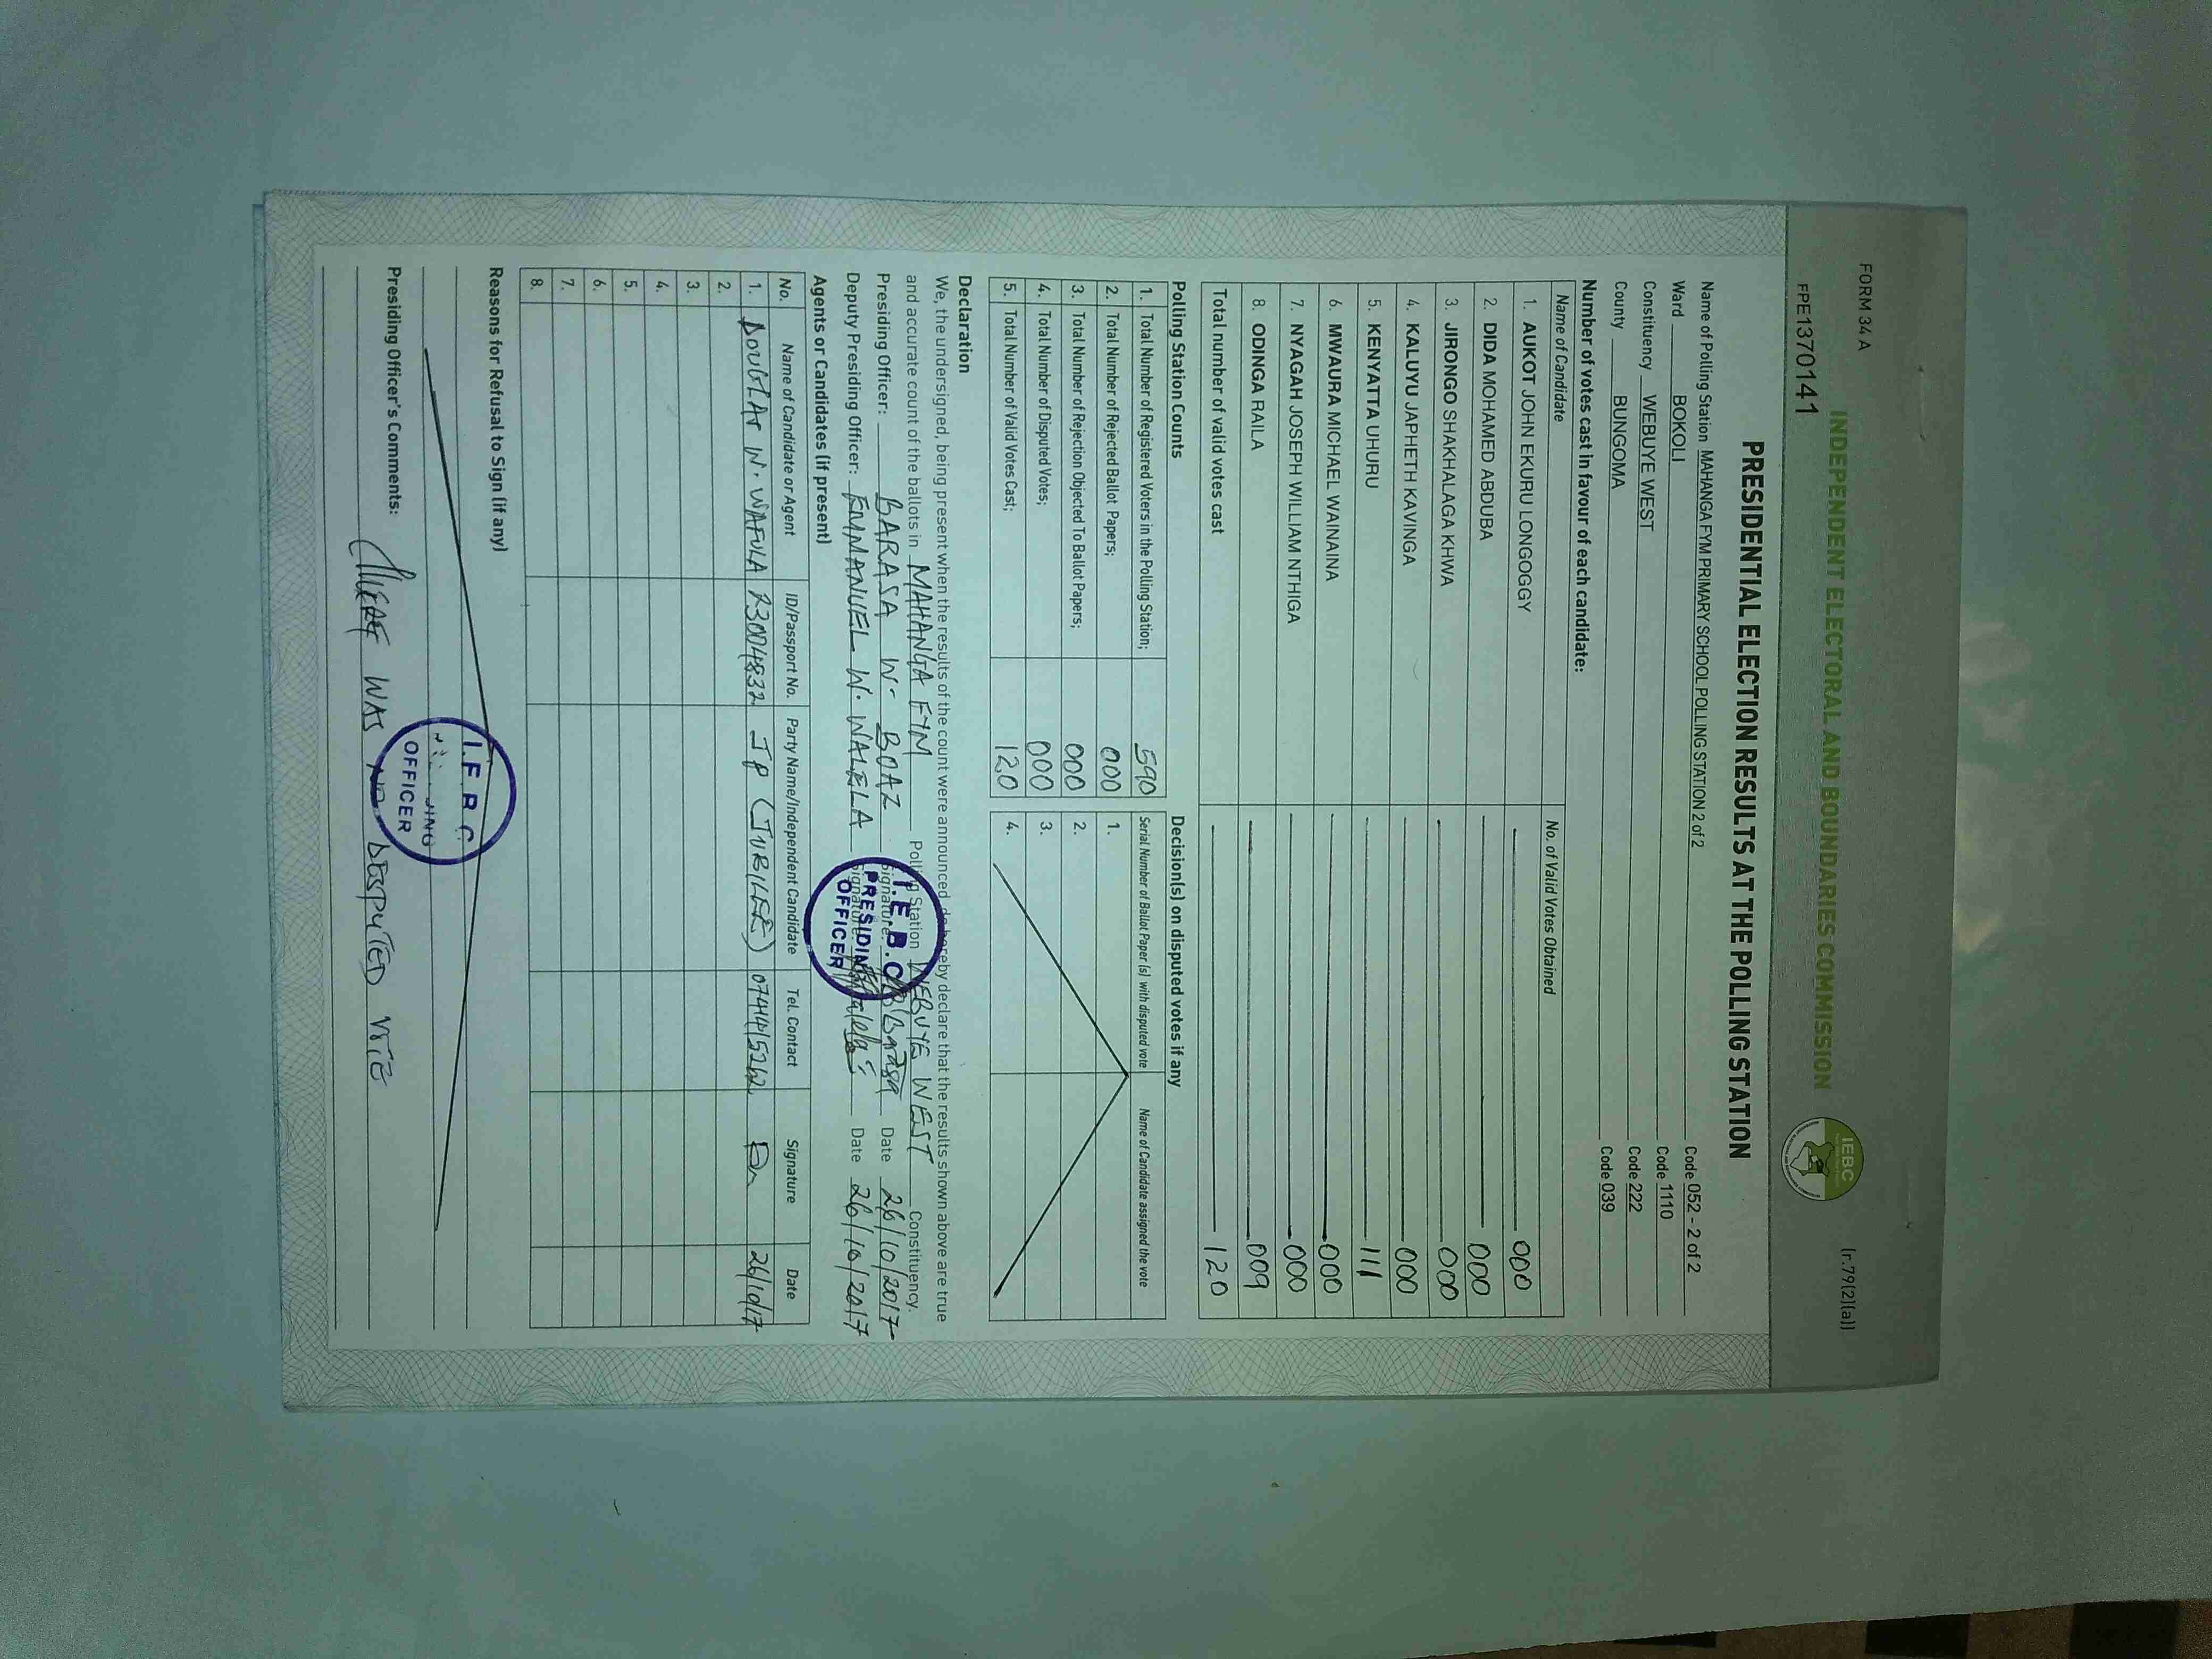 FORM 34 A
(r.79(2)(a))
FPE1370141
INDEPENDENT ELECTORAL AND BOUNDARIES COMMISSION
IEBC
PRESIDENTIAL ELECTION RESULTS AT THE POLLING STATION
Name of Polling Station MAHANGA FYM PRIMARY SCHOOL POLLING STATION 2 of 2 Code 052 - 2 of 2
Ward BOKOLI Code 1110
Constituency WEBUYE WEST Code 222
County BUNGOMA Code 039
Number of votes cast in favour of each candidate:
Name of Candidate No. of Valid Votes Obtained
1. AUKOT JOHN EKURU LONGOGGY 000
2. DIDA MOHAMED ABDUBA 000
3. JIRONGO SHAKHALAGA KHWA 000
4. KALUYU JAPHETH KAVINGA 000
5. KENYATTA UHURU 111
6. MWAURA MICHAEL WAINAINA 000
7. NYAGAH JOSEPH WILLIAM NTHIGA 000
8. ODINGA RAILA 009
Total number of valid votes cast 120
Polling Station Counts
1. Total Number of Registered Voters in the Polling Station; 590
2. Total Number of Rejected Ballot Papers; 000
3. Total Number of Rejection Objected To Ballot Papers; 000
4. Total Number of Disputed Votes; 000
5. Total Number of Valid Votes Cast; 120
Decision(s) on disputed votes if any
Serial Number of Ballot Paper (s) with disputed vote Name of Candidate assigned the vote
1.
2.
3.
4.
Declaration
We, the undersigned, being present when the results of the count were announced, do hereby declare that the results shown above are true
and accurate count of the ballots in MAHANGA FYM Polling Station WEBUYE WEST Constituency.
Presiding Officer: BARASA W. BOAZ Signature: Barasa Date 26/10/2017
Deputy Presiding Officer: EMMANUEL W. WALELA Signature: Date 26/10/2017
I.E.B.C
PRESIDING
OFFICER
Agents or Candidates (if present)
No. Name of Candidate or Agent ID/Passport No. Party Name/Independent Candidate Tel. Contact Signature Date
1. DOUGLAS W. WAFULA 23004832 JP (JUBILEE) 26/10/17
2.
3.
4.
5.
6.
7.
8.
Reasons for Refusal to Sign (if any)
OFFICER
Presiding Officer's Comments:
WAS NO DISPUTED VOTE